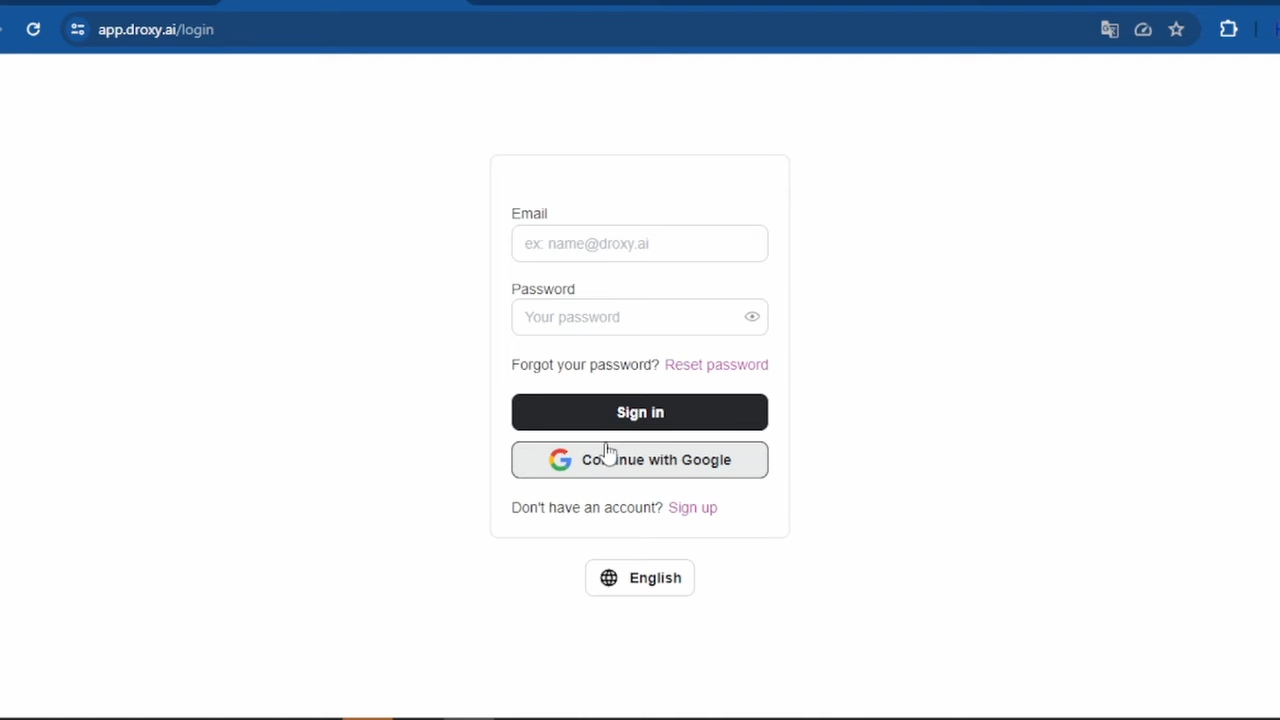 app.droxy.ai/login
Email
ex: name@droxy.ai
Password
Your password
Forgot your password? Reset password
Sign in
Continue with Google
Don't have an account? Sign up
English